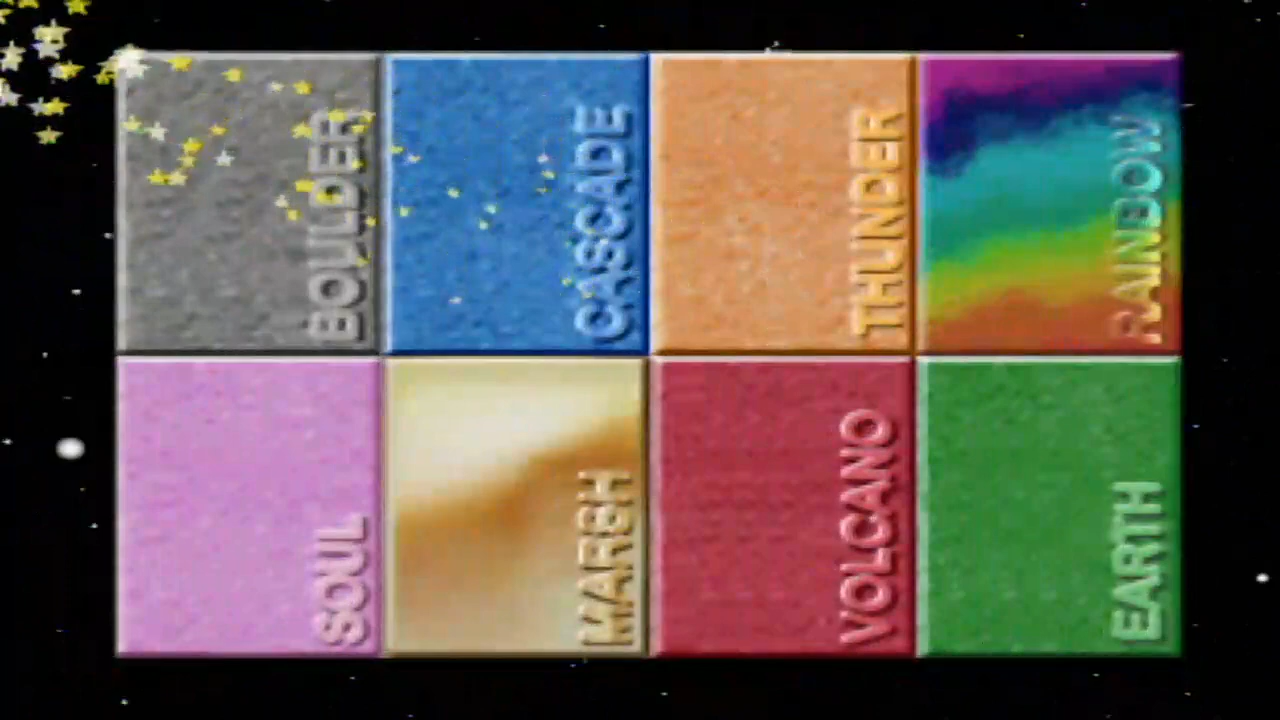 BOULDER
CASCADE
THUNDER
RAINBOW
SOUL
MARSH
VOLCANO
EARTH